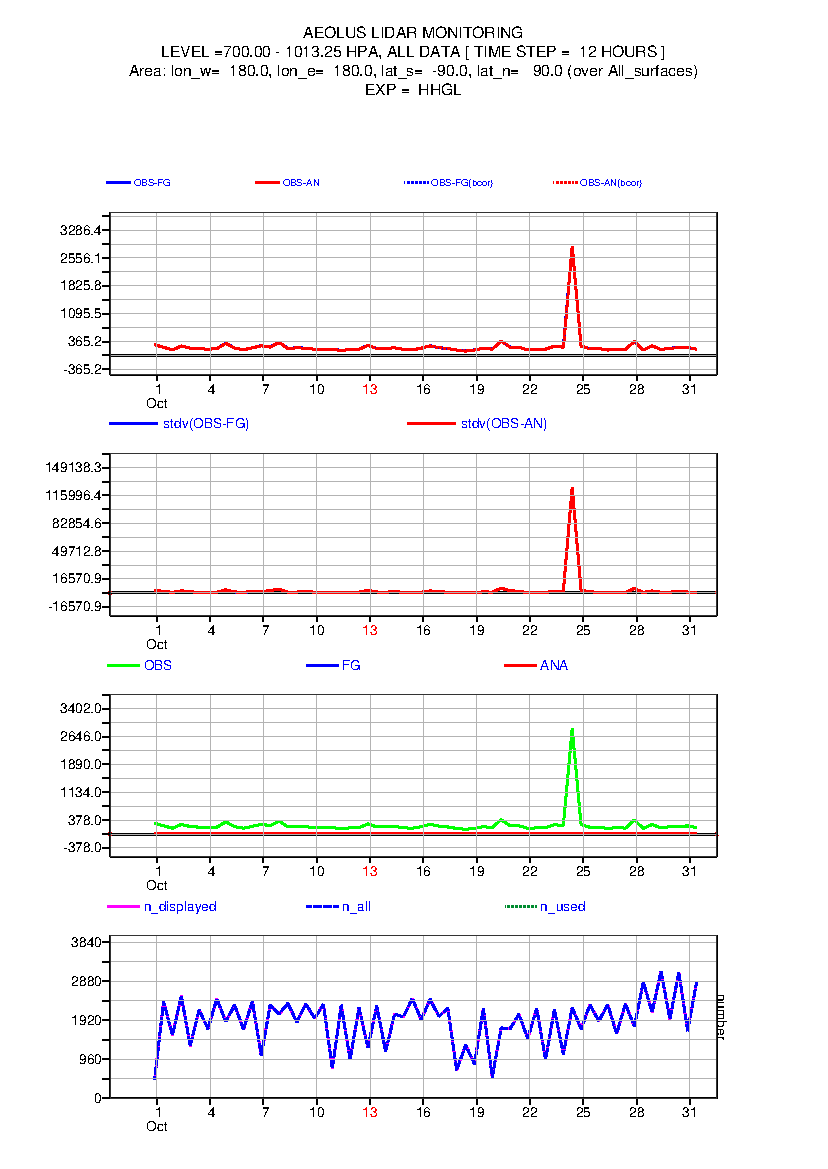 AEOLUS LIDAR MONITORING
LEVEL =700.00 - 1013.25 HPA, ALL DATA [ TIME STEP = 12 HOURS ]
Area: lon_w= 180.0, lon_e= 180.0, lat_s= -90.0, lat_n= 90.0 (over All_surfaces)
EXP = HHGL
OBS-FG OBS-AN OBS-FG(bcor) OBS-AN(bcor)
3286.4
2556.1
1825.8
1095.5
365.2
-365.2
1 4 7 10 13 16 19 22 25 28 31
Oct
stdv(OBS-FG) stdv(OBS-AN)
149138.3
115996.4
82854.6
49712.8
16570.9
-16570.9
1 4 7 10 13 16 19 22 25 28 31
Oct
OBS FG ANA
3402.0
2646.0
1890.0
1134.0
378.0
-378.0
1 4 7 10 13 16 19 22 25 28 31
Oct
n_displayed n_all n_used
3840
2880
1920
960
0
number
1 4 7 10 13 16 19 22 25 28 31
Oct